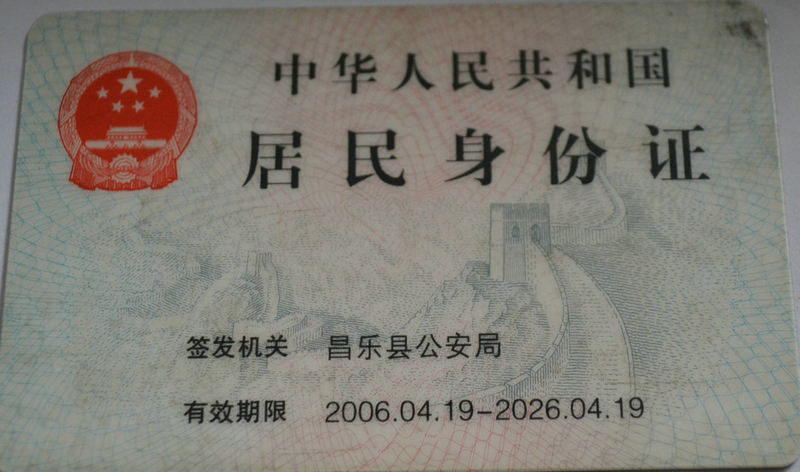 中华人民共和国
居民身份证
签发机关 昌乐县公安局
有效期限 2006.04.19-2026.04.19